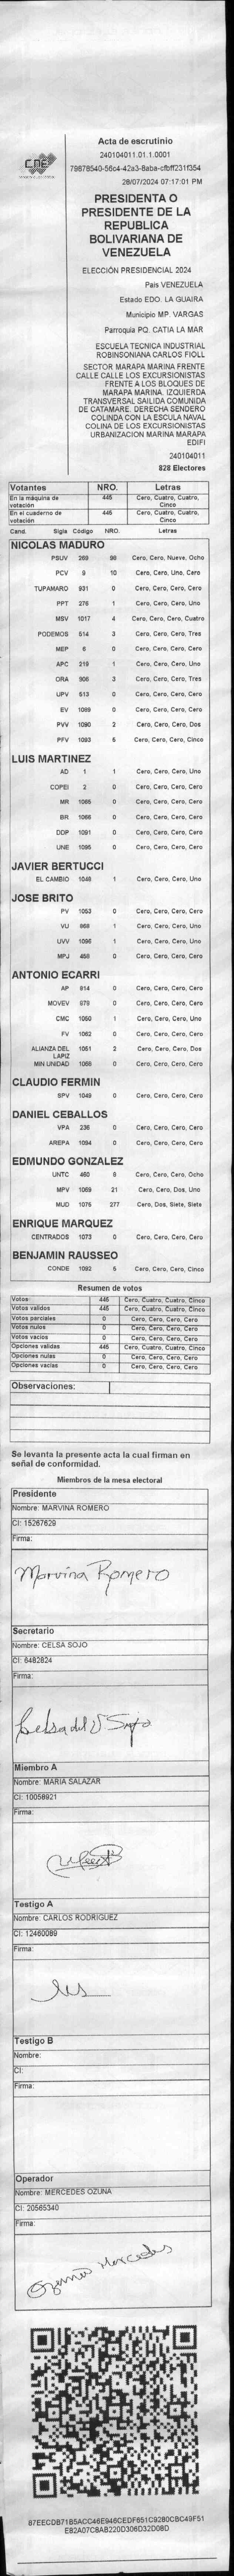 CNE
Acta de escrutinio
240104011.01.1.0001
79878540-56c4-42a3-8aba-cfbff231f354
28/07/2024 07:17:01 PM
PRESIDENTA O
PRESIDENTE DE LA
REPUBLICA
BOLIVARIANA DE
VENEZUELA
ELECCIÓN PRESIDENCIAL 2024
País VENEZUELA
Estado EDO. LA GUAIRA
Municipio MP. VARGAS
Parroquia PQ. CATIA LA MAR
ESCUELA TECNICA INDUSTRIAL
ROBINSONIANA CARLOS FIOLL
SECTOR MARAPA MARINA FRENTE
CALLE CALLE LOS EXCURSIONISTAS
FRENTE A LOS BLOQUES DE
MARAPA MARINA. IZQUIERDA
TRANSVERSAL SAILIDA COMUNIDA
DE CATAMARE. DERECHA SENDERO
COLINDA CON LA ESCUELA NAVAL
COLINA DE LOS EXCURSIONISTAS
URBANIZACION MARINA MARAPA
EDIFI
240104011
828 Electores
Votantes NRO. Letras
En la máquina de votación 445 Cero, Cuatro, Cuatro, Cinco
En el cuaderno de votación 445 Cero, Cuatro, Cuatro, Cinco
Cand. Sigla Código NRO. Letras
NICOLAS MADURO
PSUV 269 98 Cero, Cero, Nueve, Ocho
PCV 9 10 Cero, Cero, Uno, Cero
TUPAMARO 931 0 Cero, Cero, Cero, Cero
PPT 276 1 Cero, Cero, Cero, Uno
MSV 1017 4 Cero, Cero, Cero, Cuatro
PODEMOS 514 3 Cero, Cero, Cero, Tres
MEP 6 0 Cero, Cero, Cero, Cero
APC 219 1 Cero, Cero, Cero, Uno
ORA 906 3 Cero, Cero, Cero, Tres
UPV 513 0 Cero, Cero, Cero, Cero
EV 1089 0 Cero, Cero, Cero, Cero
PVV 1090 2 Cero, Cero, Cero, Dos
PFV 1093 5 Cero, Cero, Cero, Cinco
LUIS MARTINEZ
AD 1 1 Cero, Cero, Cero, Uno
COPEI 2 0 Cero, Cero, Cero, Cero
MR 1065 0 Cero, Cero, Cero, Cero
BR 1066 0 Cero, Cero, Cero, Cero
DDP 1091 0 Cero, Cero, Cero, Cero
UNE 1095 0 Cero, Cero, Cero, Cero
JAVIER BERTUCCI
EL CAMBIO 1048 1 Cero, Cero, Cero, Uno
JOSE BRITO
PV 1053 0 Cero, Cero, Cero, Cero
VU 868 1 Cero, Cero, Cero, Uno
UVV 1096 1 Cero, Cero, Cero, Uno
MPJ 458 0 Cero, Cero, Cero, Cero
ANTONIO ECARRI
AP 814 0 Cero, Cero, Cero, Cero
MOVEV 679 0 Cero, Cero, Cero, Cero
CMC 1050 1 Cero, Cero, Cero, Uno
FV 1062 0 Cero, Cero, Cero, Cero
ALIANZA DEL LAPIZ 1051 2 Cero, Cero, Cero, Dos
MIN UNIDAD 1068 0 Cero, Cero, Cero, Cero
CLAUDIO FERMIN
SPV 1049 0 Cero, Cero, Cero, Cero
DANIEL CEBALLOS
VPA 236 0 Cero, Cero, Cero, Cero
AREPA 1094 0 Cero, Cero, Cero, Cero
EDMUNDO GONZALEZ
UNTC 460 8 Cero, Cero, Cero, Ocho
MPV 1069 21 Cero, Cero, Dos, Uno
MUD 1075 277 Cero, Dos, Siete, Siete
ENRIQUE MARQUEZ
CENTRADOS 1073 0 Cero, Cero, Cero, Cero
BENJAMIN RAUSSEO
CONDE 1092 5 Cero, Cero, Cero, Cinco
Resumen de votos
Votos 445 Cero, Cuatro, Cuatro, Cinco
Votos validos 445 Cero, Cuatro, Cuatro, Cinco
Votos parciales 0 Cero, Cero, Cero, Cero
Votos nulos 0 Cero, Cero, Cero, Cero
Votos vacios 0 Cero, Cero, Cero, Cero
Opciones validas 445 Cero, Cuatro, Cuatro, Cinco
Opciones nulas 0 Cero, Cero, Cero, Cero
Opciones vacias 0 Cero, Cero, Cero, Cero
Observaciones:
Se levanta la presente acta la cual firman en
señal de conformidad.
Miembros de la mesa electoral
Presidente
Nombre: MARVINA ROMERO
CI: 15267629
Firma:
Marvina Romero
Secretario
Nombre: CELSA SOJO
CI: 6482824
Firma:
Miembro A
Nombre: MARIA SALAZAR
CI: 10058921
Firma:
Testigo A
Nombre: CARLOS RODRIGUEZ
CI: 12460089
Firma:
Testigo B
Nombre:
CI:
Firma:
Operador
Nombre: MERCEDES OZUNA
CI: 20565340
Firma:
Ozuna Mercedes
87EECDB71B5ACC46E946CEDF651C9280CBC49F51
E82A07C8AB220D306D32D08D